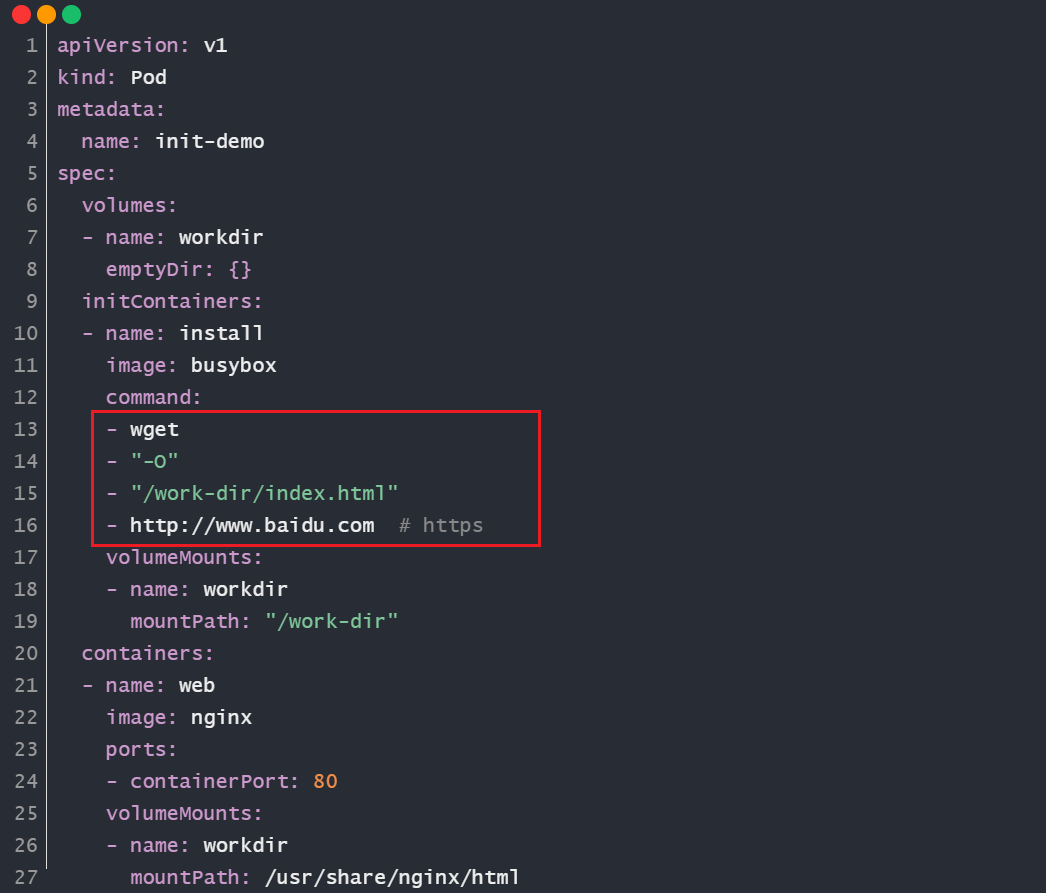 1 apiVersion: v1
2 kind: Pod
3 metadata:
4   name: init-demo
5 spec:
6   volumes:
7   - name: workdir
8     emptyDir: {}
9   initContainers:
10   - name: install
11     image: busybox
12     command:
13     - wget
14     - "-O"
15     - "/work-dir/index.html"
16     - http://www.baidu.com  # https
17     volumeMounts:
18     - name: workdir
19       mountPath: "/work-dir"
20   containers:
21   - name: web
22     image: nginx
23     ports:
24     - containerPort: 80
25     volumeMounts:
26     - name: workdir
27       mountPath: /usr/share/nginx/html